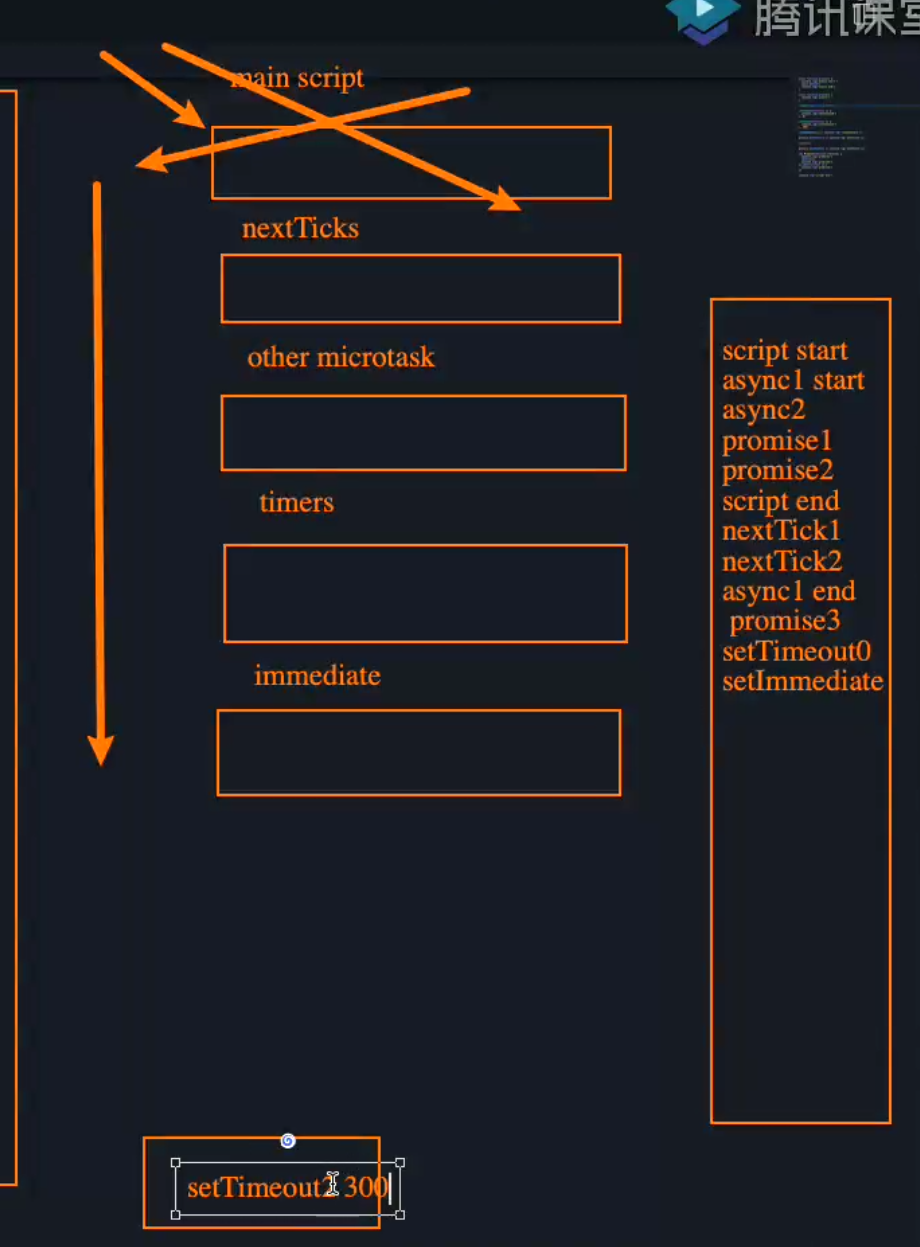 腾讯课堂
main script
nextTicks
other microtask
timers
immediate
script start
async1 start
async2
promise1
promise2
script end
nextTick1
nextTick2
async1 end
promise3
setTimeout0
setImmediate
setTimeout2 300